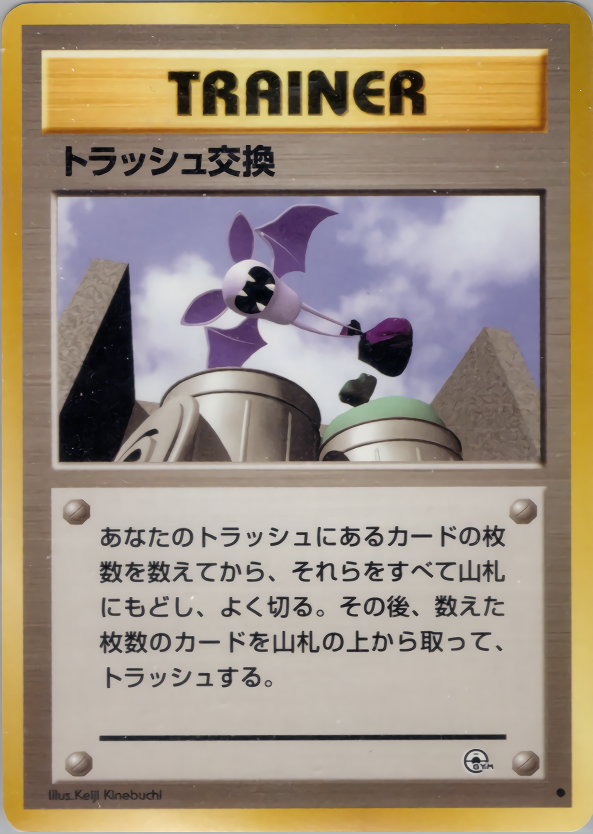 TRAINER
トラッシュ交換
あなたのトラッシュにあるカードの枚
数を数えてから、それらをすべて山札
にもどし、よく切る。その後、数えた
枚数のカードを山札の上から取って、
トラッシュする。
GYM
Illus.Keiji Kinebuchi